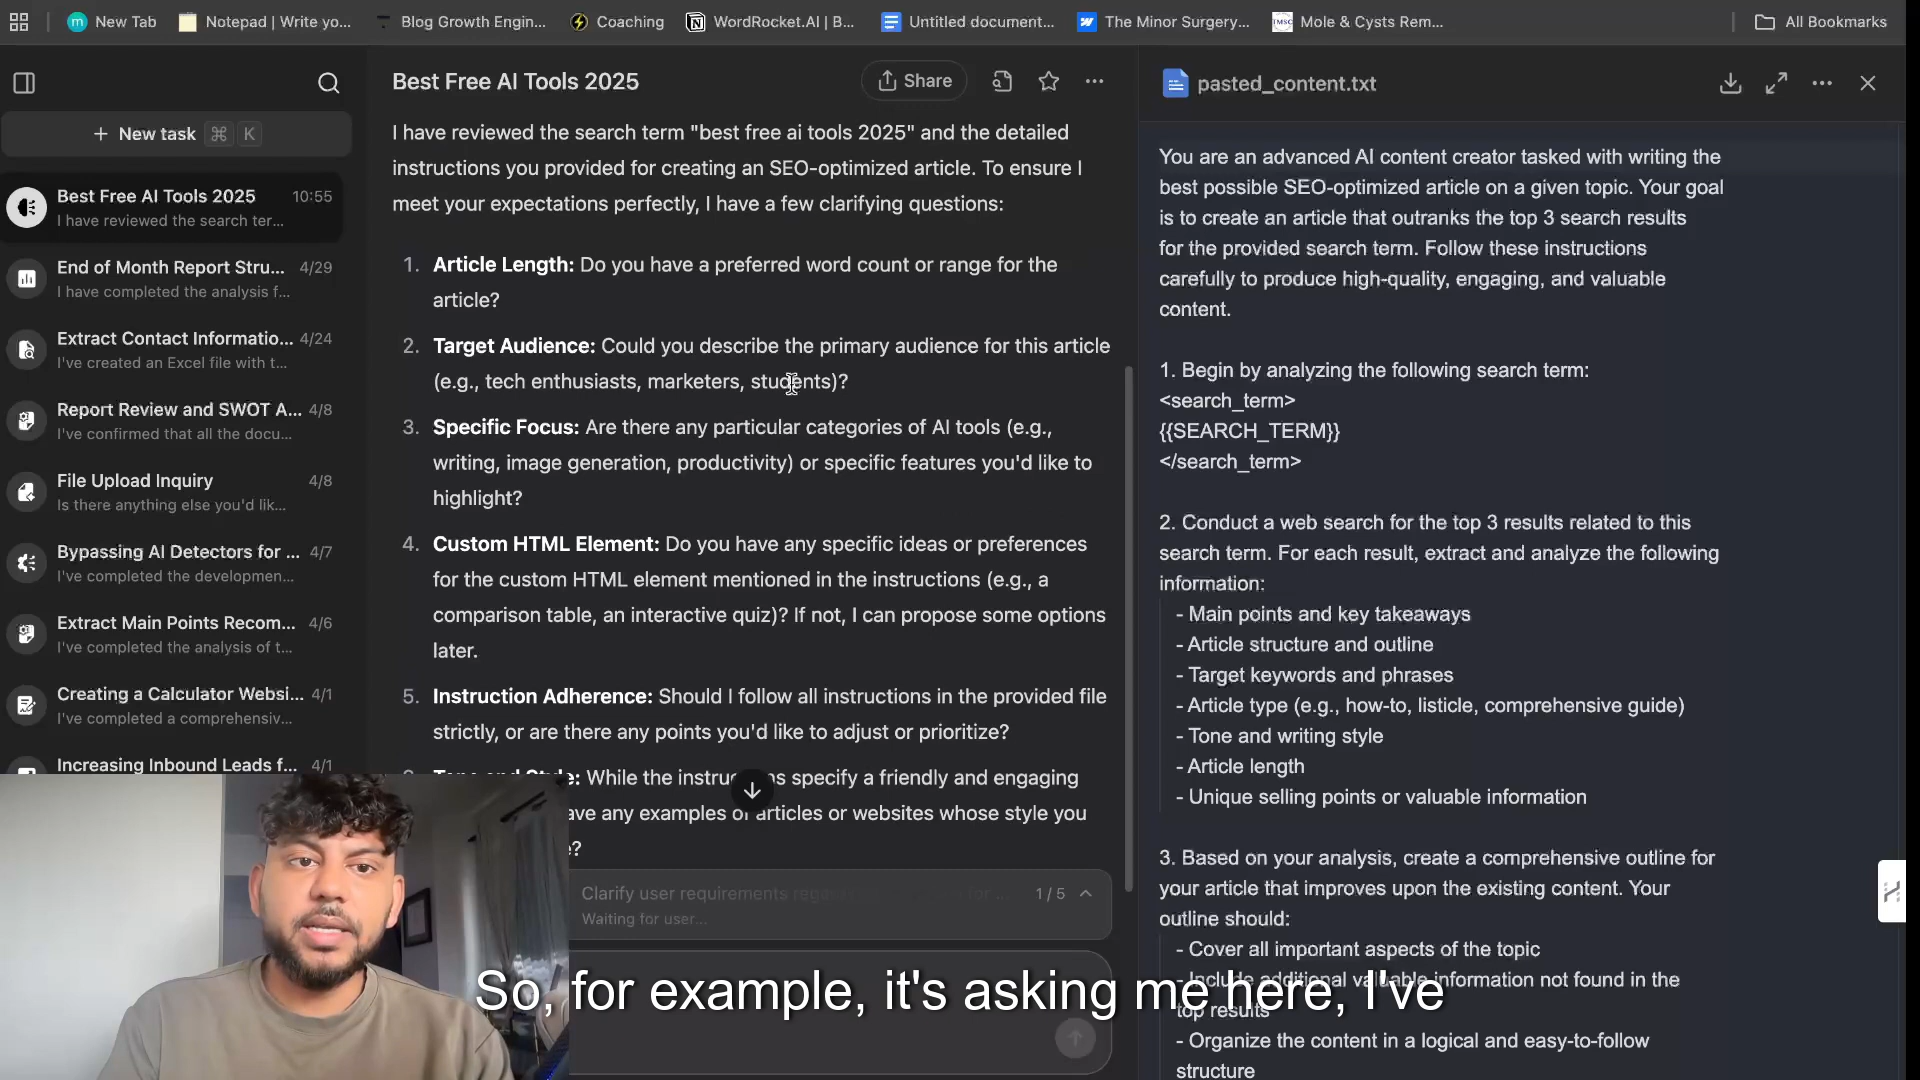 New Tab
Notepad | Write yo...
Blog Growth Engin...
Coaching
WordRocket.AI | B...
Untitled document...
The Minor Surgery...
TMSC
Mole & Cysts Rem...
All Bookmarks
+ New task ⌘ K
Best Free AI Tools 2025 10:55
I have reviewed the search ter...
End of Month Report Stru... 4/29
I have completed the analysis f...
Extract Contact Informatio... 4/24
I've created an Excel file with t...
Report Review and SWOT A... 4/8
I've confirmed that all the docu...
File Upload Inquiry 4/8
Is there anything else you'd lik...
Bypassing AI Detectors for ... 4/7
I've completed the developmen...
Extract Main Points Recom... 4/6
I've completed the analysis of t...
Creating a Calculator Websi... 4/1
I've completed a comprehensiv...
Increasing Inbound Leads f... 4/1
Best Free AI Tools 2025
Share
I have reviewed the search term "best free ai tools 2025" and the detailed
instructions you provided for creating an SEO-optimized article. To ensure I
meet your expectations perfectly, I have a few clarifying questions:
1. Article Length: Do you have a preferred word count or range for the
article?
2. Target Audience: Could you describe the primary audience for this article
(e.g., tech enthusiasts, marketers, students)?
3. Specific Focus: Are there any particular categories of AI tools (e.g.,
writing, image generation, productivity) or specific features you'd like to
highlight?
4. Custom HTML Element: Do you have any specific ideas or preferences
for the custom HTML element mentioned in the instructions (e.g., a
comparison table, an interactive quiz)? If not, I can propose some options
later.
5. Instruction Adherence: Should I follow all instructions in the provided file
strictly, or are there any points you'd like to adjust or prioritize?
Tone and Style: While the instructions specify a friendly and engaging
ave any examples of articles or websites whose style you
e?
Clarify user requirements for ... 1 / 5
Waiting for user...
pasted_content.txt
You are an advanced AI content creator tasked with writing the
best possible SEO-optimized article on a given topic. Your goal
is to create an article that outranks the top 3 search results
for the provided search term. Follow these instructions
carefully to produce high-quality, engaging, and valuable
content.
1. Begin by analyzing the following search term:
<search_term>
{{SEARCH_TERM}}
</search_term>
2. Conduct a web search for the top 3 results related to this
search term. For each result, extract and analyze the following
information:
- Main points and key takeaways
- Article structure and outline
- Target keywords and phrases
- Article type (e.g., how-to, listicle, comprehensive guide)
- Tone and writing style
- Article length
- Unique selling points or valuable information
3. Based on your analysis, create a comprehensive outline for
your article that improves upon the existing content. Your
outline should:
- Cover all important aspects of the topic
- Include additional valuable information not found in the
top results
- Organize the content in a logical and easy-to-follow
structure
So, for example, it's asking me here, I've